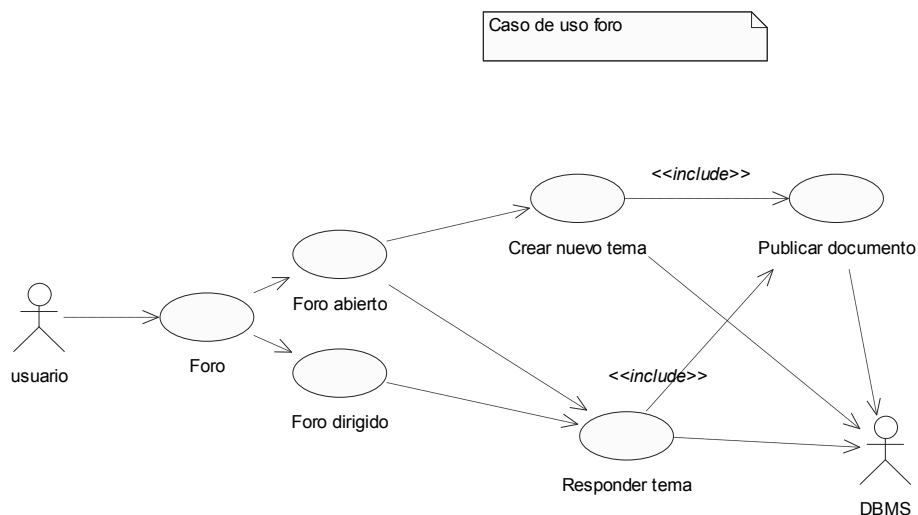 Caso de uso foro
<<include>>
Crear nuevo tema
Publicar documento
Foro abierto
Foro
usuario
<<include>>
Foro dirigido
Responder tema
DBMS